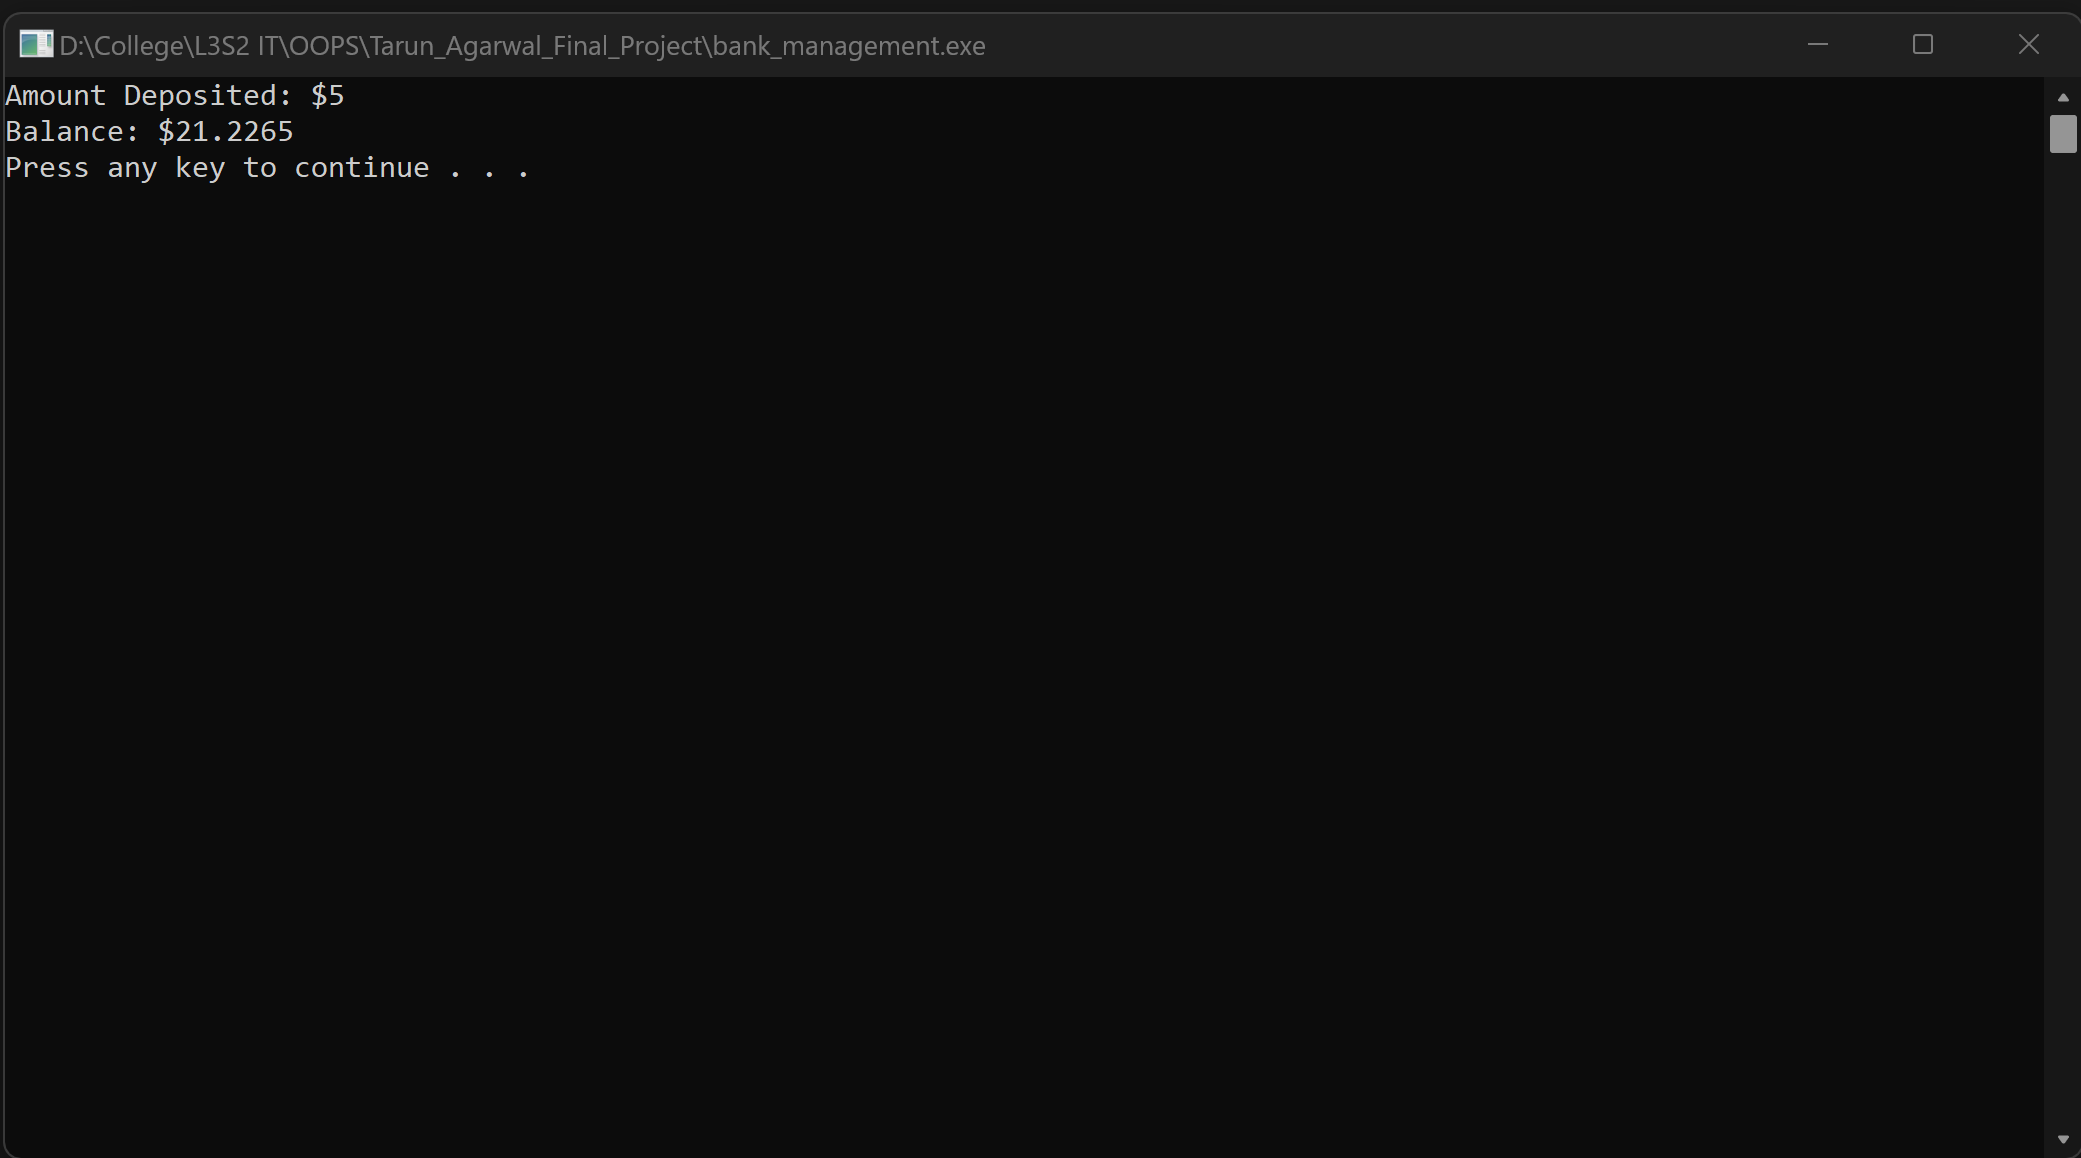 D:\College\L3S2 IT\OOPS\Tarun_Agarwal_Final_Project\bank_management.exe
Amount Deposited: $5
Balance: $21.2265
Press any key to continue . . .